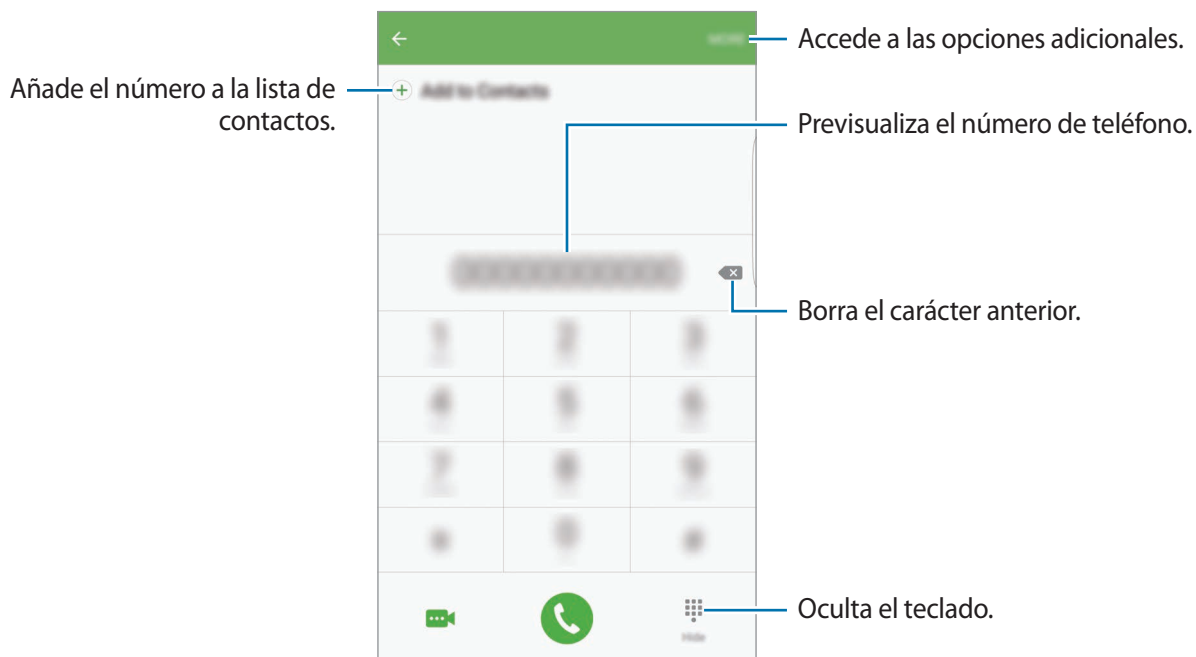 Accede a las opciones adicionales.
Añade el número a la lista de
contactos.
Add to Contacts
Previsualiza el número de teléfono.
Borra el carácter anterior.
Oculta el teclado.
Hide